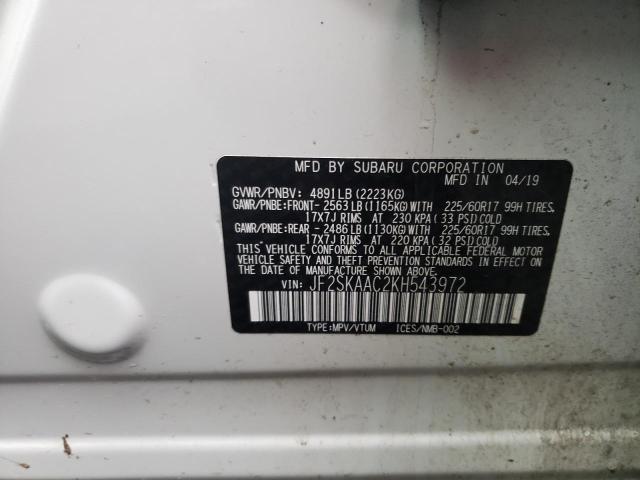 MFD BY SUBARU CORPORATION
MFD IN 04/19
GVWR/PNBV: 4891LB (2223KG)
GAWR/PNBE:FRONT- 2563LB (1165KG)WITH 225/60R17 99H TIRES.
17X7J RIMS AT 230 KPA (33 PSI)COLD
GAWR/PNBE:REAR - 2486LB (1130KG)WITH 225/60R17 99H TIRES.
17X7J RIMS AT 220 KPA (32 PSI)COLD
THIS VEHICLE CONFORMS TO ALL APPLICABLE FEDERAL MOTOR
VEHICLE SAFETY AND THEFT PREVENTION STANDARDS IN EFFECT
ON THE DATE OF MANUFACTURE SHOWN ABOVE.
VIN: JF2SKAAC2KH543972
TYPE:MPV/VTUM ICES/NMB-002